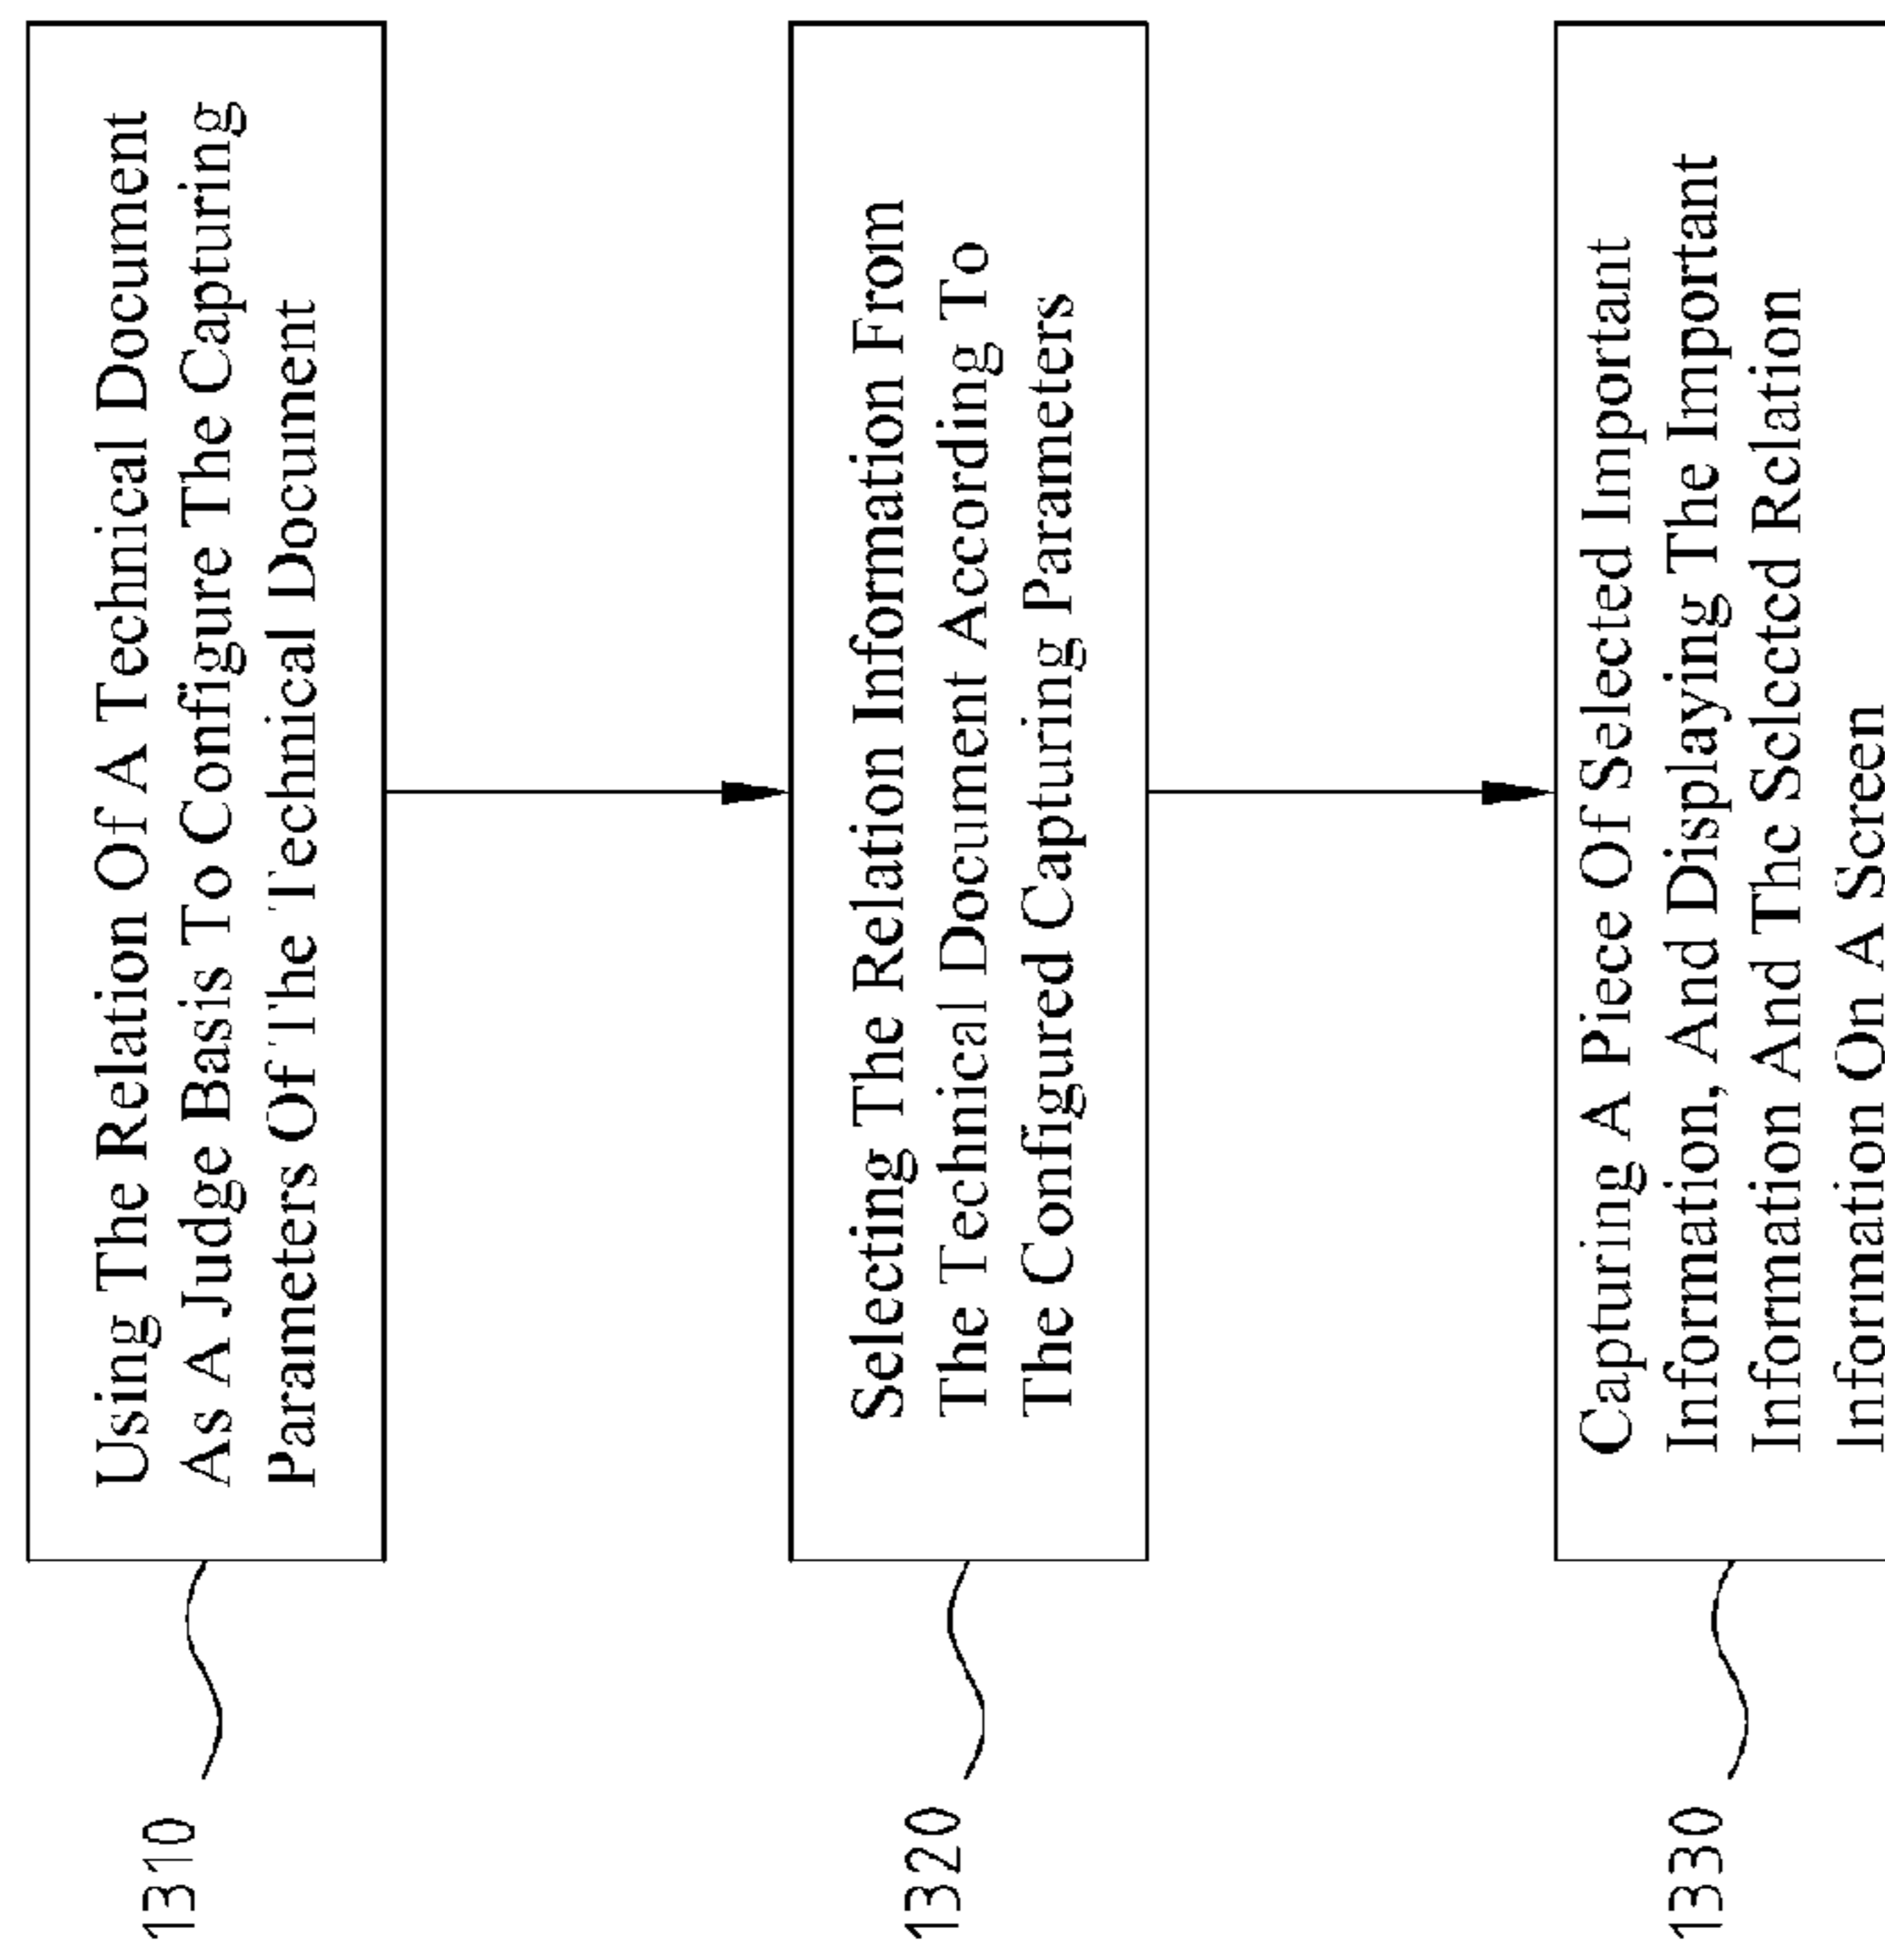 1310
Using The Relation Of A Technical Document
As A Judge Basis To Configure The Capturing
Parameters Of The Technical Document
1320
Selecting The Relation Information From
The Technical Document According To
The Configured Capturing Parameters
1330
Capturing A Piece Of Selected Important
Information, And Displaying The Important
Information And The Selected Relation
Information On A Screen